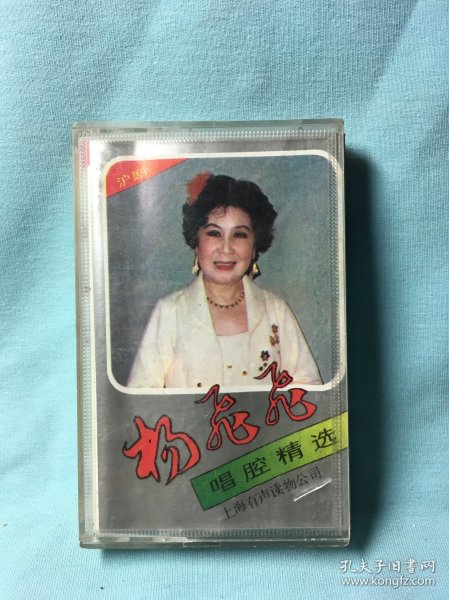 沪剧
杨飞飞
唱腔精选
上海有声读物公司
孔夫子旧书网
www.kongfz.com